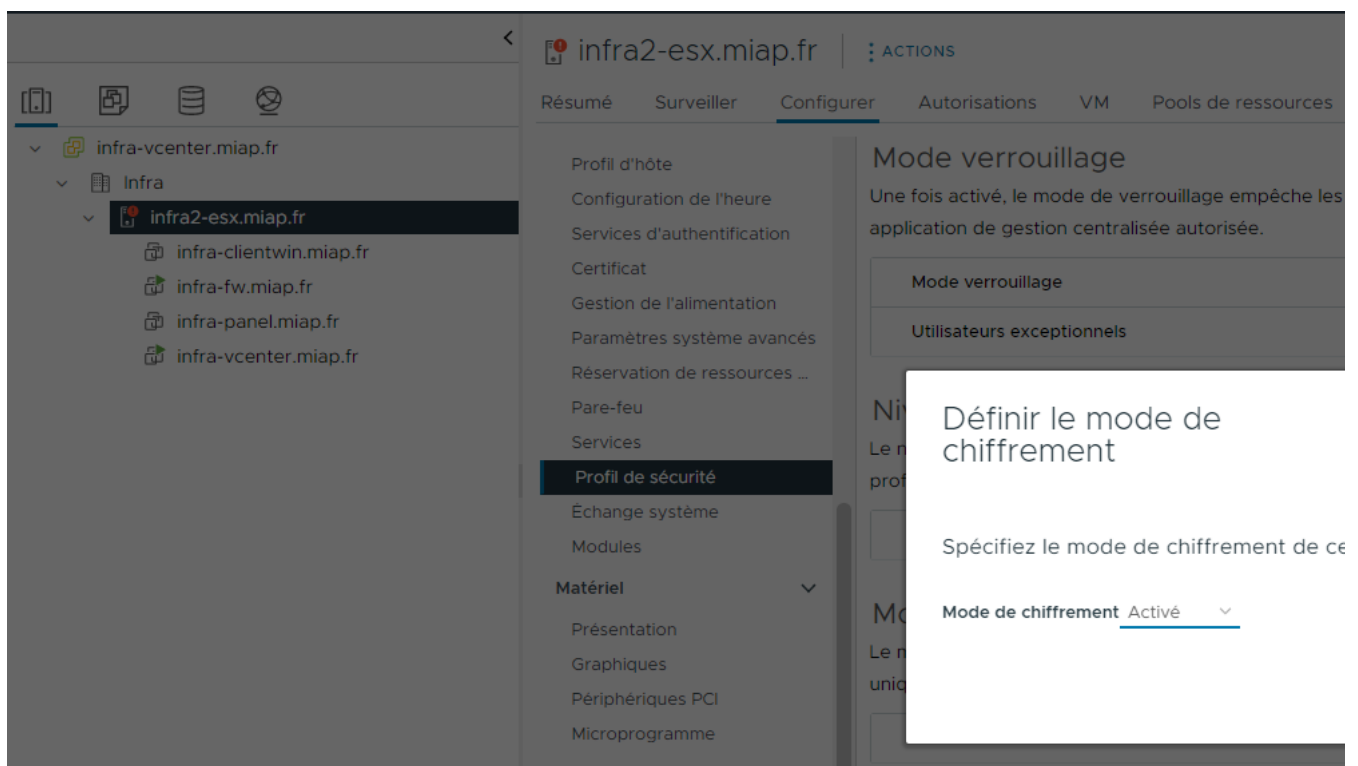 infra2-esx.miap.fr
ACTIONS
Résumé Surveiller Configurer Autorisations VM Pools de ressources
infra-vcenter.miap.fr
Infra
infra2-esx.miap.fr
infra-clientwin.miap.fr
infra-fw.miap.fr
infra-panel.miap.fr
infra-vcenter.miap.fr
Profil d'hôte
Configuration de l'heure
Services d'authentification
Certificat
Gestion de l'alimentation
Paramètres système avancés
Réservation de ressources ...
Pare-feu
Services
Profil de sécurité
Échange système
Modules
Matériel
Présentation
Graphiques
Périphériques PCI
Microprogramme
Mode verrouillage
Une fois activé, le mode de verrouillage empêche les
application de gestion centralisée autorisée.
Mode verrouillage
Utilisateurs exceptionnels
Le
Le
Définir le mode de
chiffrement
Spécifiez le mode de chiffrement de
Mode de chiffrement Activé